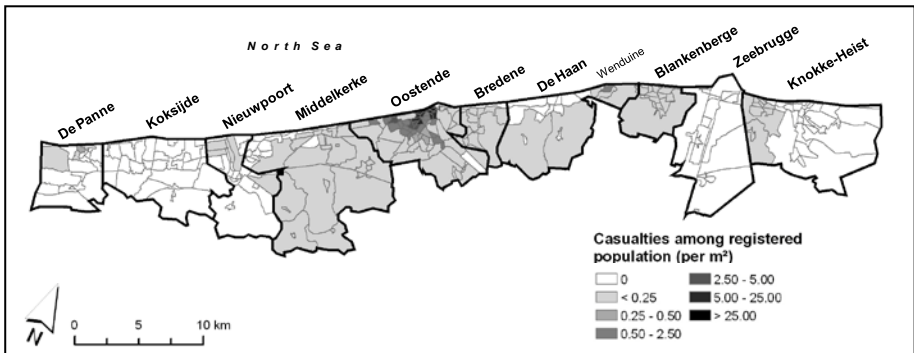 North Sea
De Panne
Koksijde
Nieuwpoort
Middelkerke
Oostende
Bredene
De Haan
Wenduine
Blankenberge
Zeebrugge
Knokke-Heist
Casualties among registered
population (per m²)
0
< 0.25
0.25 - 0.50
0.50 - 2.50
2.50 - 5.00
5.00 - 25.00
> 25.00
N
0 5 10 km